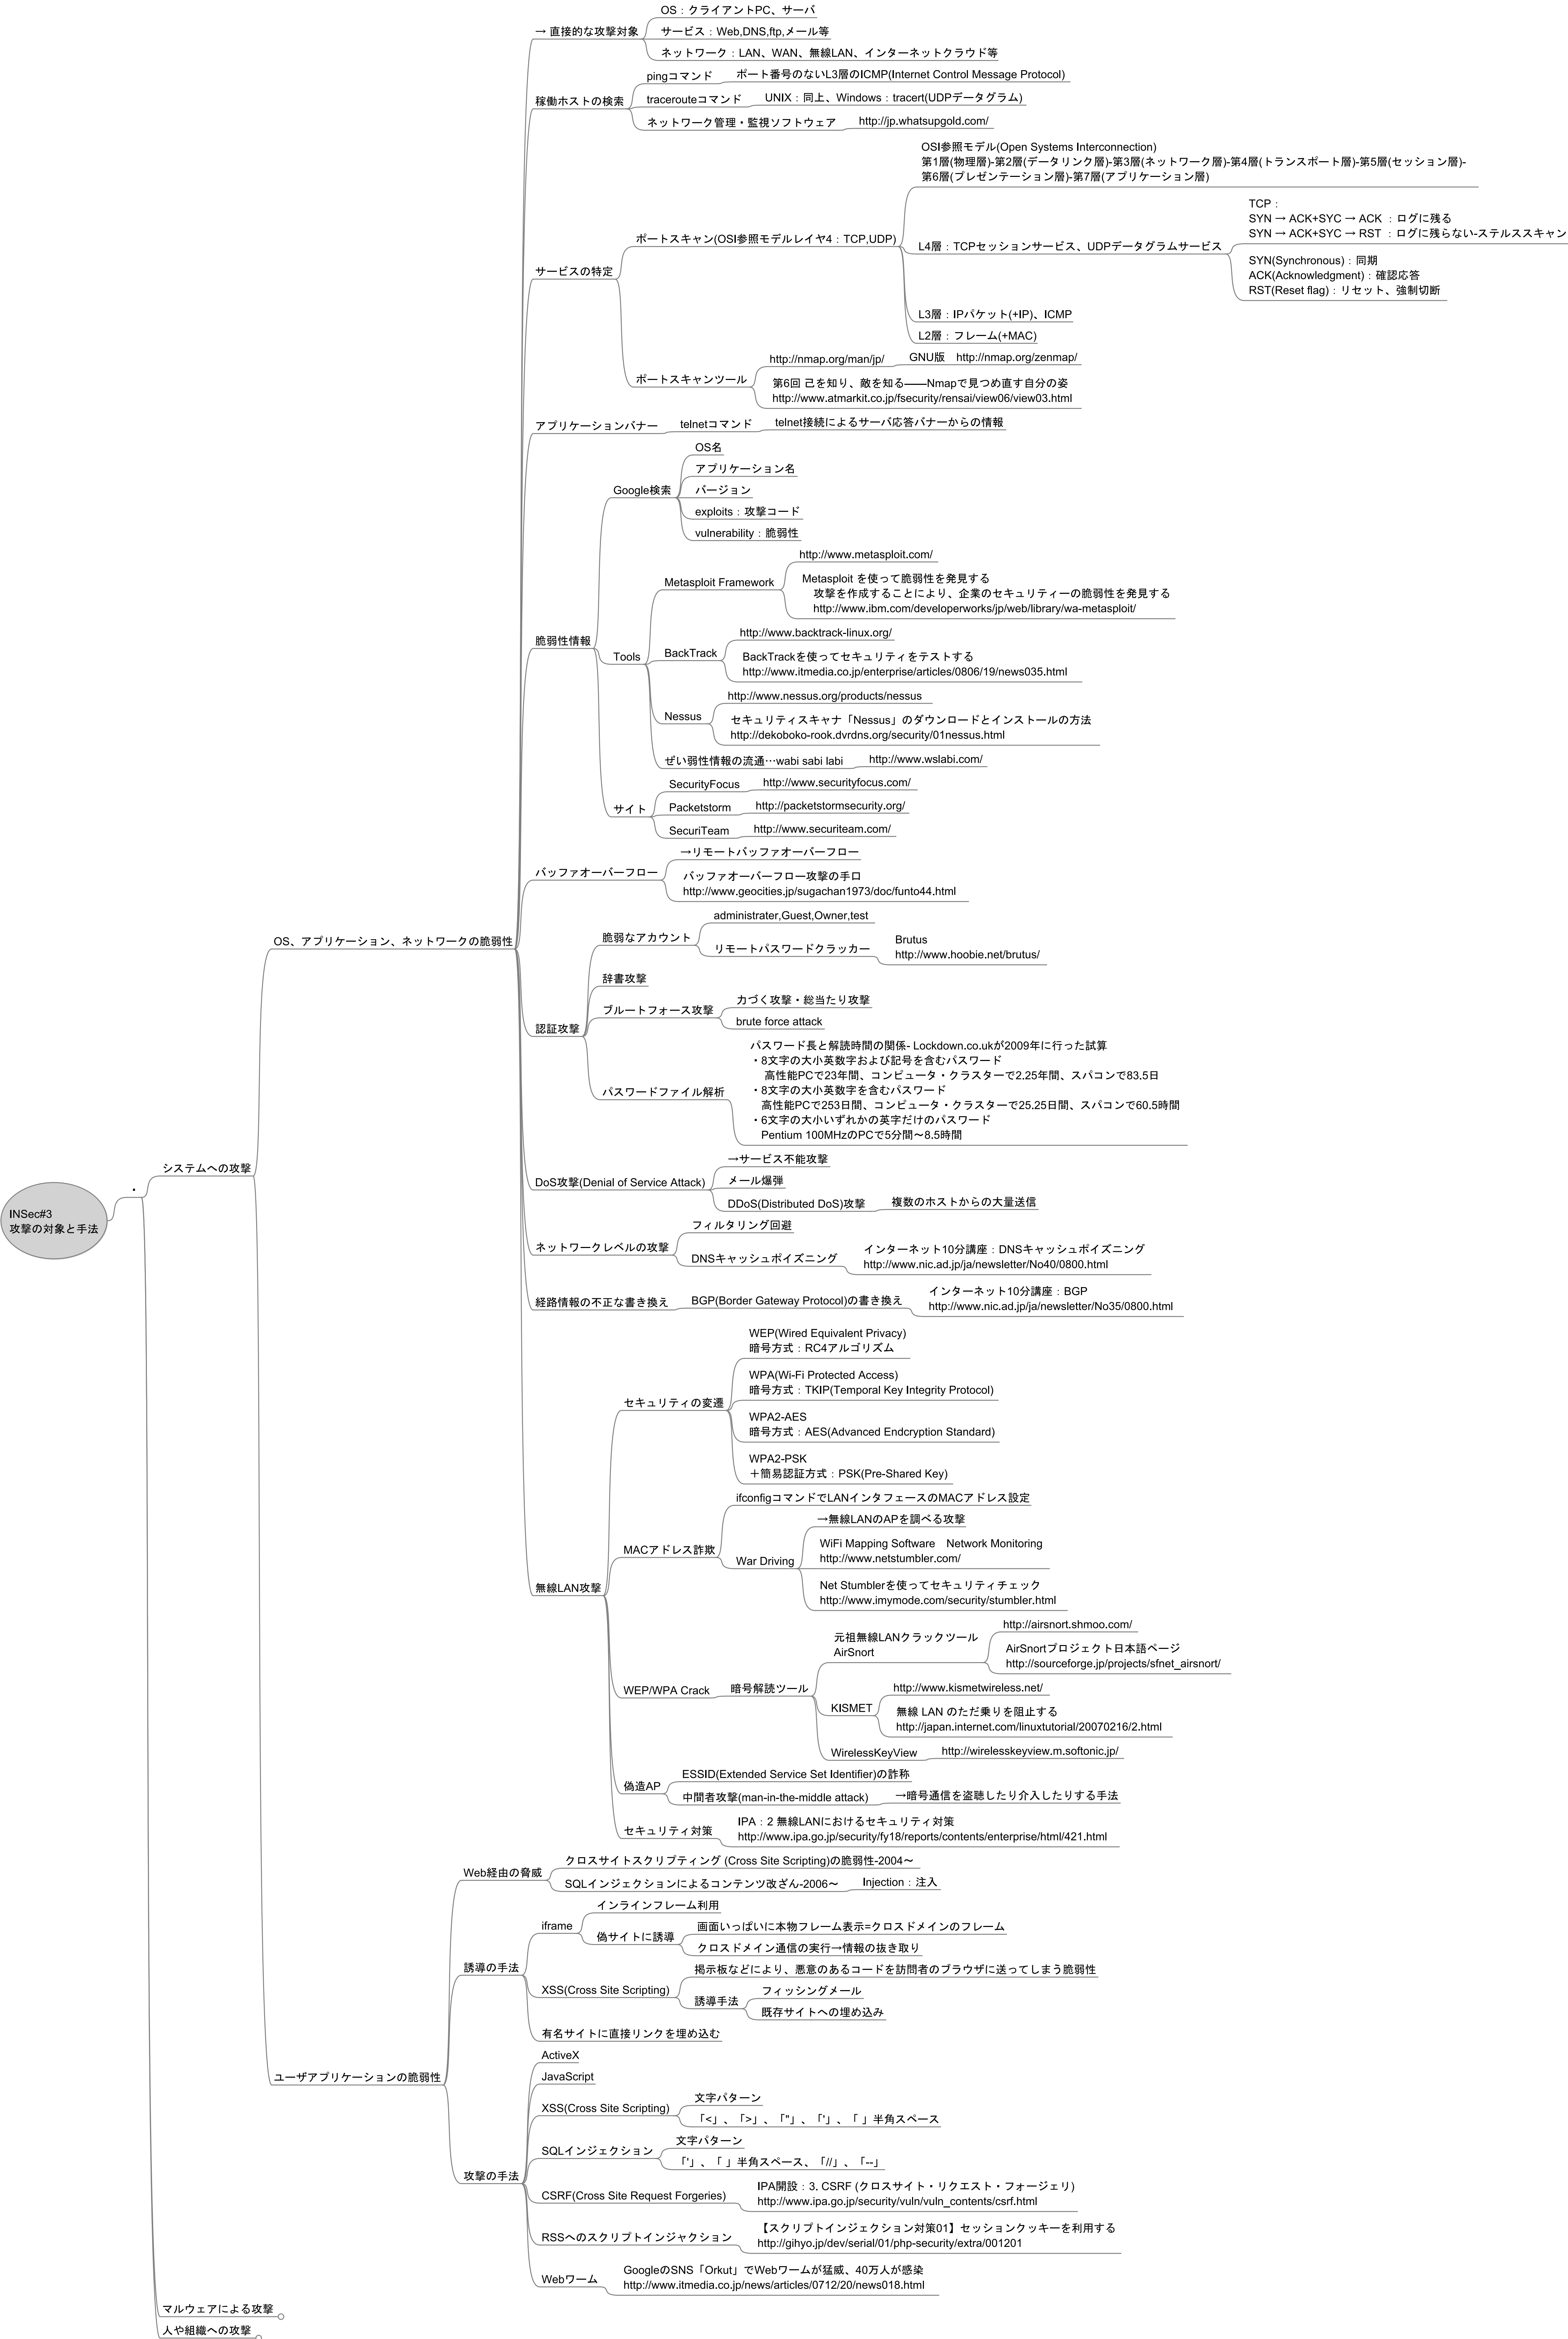 INSec#3
攻撃の対象と手法
・
システムへの攻撃
OS、アプリケーション、ネットワークの脆弱性
→ 直接的な攻撃対象
OS：クライアントPC、サーバ
サービス：Web,DNS,ftp,メール等
ネットワーク：LAN、WAN、無線LAN、インターネットクラウド等
稼働ホストの検索
pingコマンド
ポート番号のないL3層のICMP(Internet Control Message Protocol)
tracerouteコマンド
UNIX：同上、Windows：tracert(UDPデータグラム)
ネットワーク管理・監視ソフトウェア
http://jp.whatsupgold.com/
サービスの特定
ポートスキャン(OSI参照モデルレイヤ4：TCP,UDP)
OSI参照モデル(Open Systems Interconnection)
第1層(物理層)-第2層(データリンク層)-第3層(ネットワーク層)-第4層(トランスポート層)-第5層(セッション層)-
第6層(プレゼンテーション層)-第7層(アプリケーション層)
L4層：TCPセッションサービス、UDPデータグラムサービス
TCP：
SYN → ACK+SYC → ACK ：ログに残る
SYN → ACK+SYC → RST ：ログに残らない-ステルススキャン
SYN(Synchronous)：同期
ACK(Acknowledgment)：確認応答
RST(Reset flag)：リセット、強制切断
L3層：IPパケット(+IP)、ICMP
L2層：フレーム(+MAC)
ポートスキャンツール
http://nmap.org/man/jp/
GNU版　http://nmap.org/zenmap/
第6回 己を知り、敵を知る――Nmapで見つめ直す自分の姿
http://www.atmarkit.co.jp/fsecurity/rensai/view06/view03.html
アプリケーションバナー
telnetコマンド
telnet接続によるサーバ応答バナーからの情報
脆弱性情報
Google検索
OS名
アプリケーション名
バージョン
exploits：攻撃コード
vulnerability：脆弱性
Tools
Metasploit Framework
http://www.metasploit.com/
Metasploit を使って脆弱性を発見する
攻撃を作成することにより、企業のセキュリティーの脆弱性を発見する
http://www.ibm.com/developerworks/jp/web/library/wa-metasploit/
BackTrack
http://www.backtrack-linux.org/
BackTrackを使ってセキュリティをテストする
http://www.itmedia.co.jp/enterprise/articles/0806/19/news035.html
Nessus
http://www.nessus.org/products/nessus
セキュリティスキャナ「Nessus」のダウンロードとインストールの方法
http://dekoboko-rook.dvrdns.org/security/01nessus.html
ぜい弱性情報の流通…wabi sabi labi
http://www.wslabi.com/
サイト
SecurityFocus
http://www.securityfocus.com/
Packetstorm
http://packetstormsecurity.org/
SecuriTeam
http://www.securiteam.com/
バッファオーバーフロー
→リモートバッファオーバーフロー
バッファオーバーフロー攻撃の手口
http://www.geocities.jp/sugachan1973/doc/funto44.html
認証攻撃
脆弱なアカウント
administrater,Guest,Owner,test
リモートパスワードクラッカー
Brutus
http://www.hoobie.net/brutus/
辞書攻撃
ブルートフォース攻撃
力づく攻撃・総当たり攻撃
brute force attack
パスワードファイル解析
パスワード長と解読時間の関係- Lockdown.co.ukが2009年に行った試算
・8文字の大小英数字および記号を含むパスワード
高性能PCで23年間、コンピュータ・クラスターで2.25年間、スパコンで83.5日
・8文字の大小英数字を含むパスワード
高性能PCで253日間、コンピュータ・クラスターで25.25日間、スパコンで60.5時間
・6文字の大小いずれかの英字だけのパスワード
Pentium 100MHzのPCで5分間〜8.5時間
DoS攻撃(Denial of Service Attack)
→サービス不能攻撃
メール爆弾
DDoS(Distributed DoS)攻撃
複数のホストからの大量送信
ネットワークレベルの攻撃
フィルタリング回避
DNSキャッシュポイズニング
インターネット10分講座：DNSキャッシュポイズニング
http://www.nic.ad.jp/ja/newsletter/No40/0800.html
経路情報の不正な書き換え
BGP(Border Gateway Protocol)の書き換え
インターネット10分講座：BGP
http://www.nic.ad.jp/ja/newsletter/No35/0800.html
無線LAN攻撃
セキュリティの変遷
WEP(Wired Equivalent Privacy)
暗号方式：RC4アルゴリズム
WPA(Wi-Fi Protected Access)
暗号方式：TKIP(Temporal Key Integrity Protocol)
WPA2-AES
暗号方式：AES(Advanced Endcryption Standard)
WPA2-PSK
＋簡易認証方式：PSK(Pre-Shared Key)
MACアドレス詐欺
ifconfigコマンドでLANインタフェースのMACアドレス設定
War Driving
→無線LANのAPを調べる攻撃
WiFi Mapping Software　Network Monitoring
http://www.netstumbler.com/
Net Stumblerを使ってセキュリティチェック
http://www.imymode.com/security/stumbler.html
WEP/WPA Crack
暗号解読ツール
元祖無線LANクラックツール
AirSnort
http://airsnort.shmoo.com/
AirSnortプロジェクト日本語ページ
http://sourceforge.jp/projects/sfnet_airsnort/
KISMET
http://www.kismetwireless.net/
無線 LAN のただ乗りを阻止する
http://japan.internet.com/linuxtutorial/20070216/2.html
WirelessKeyView
http://wirelesskeyview.m.softonic.jp/
偽造AP
ESSID(Extended Service Set Identifier)の詐称
中間者攻撃(man-in-the-middle attack)
→暗号通信を盗聴したり介入したりする手法
セキュリティ対策
IPA：2 無線LANにおけるセキュリティ対策
http://www.ipa.go.jp/security/fy18/reports/contents/enterprise/html/421.html
ユーザアプリケーションの脆弱性
Web経由の脅威
クロスサイトスクリプティング (Cross Site Scripting)の脆弱性-2004〜
SQLインジェクションによるコンテンツ改ざん-2006〜
Injection：注入
誘導の手法
iframe
インラインフレーム利用
偽サイトに誘導
画面いっぱいに本物フレーム表示=クロスドメインのフレーム
クロスドメイン通信の実行→情報の抜き取り
XSS(Cross Site Scripting)
掲示板などにより、悪意のあるコードを訪問者のブラウザに送ってしまう脆弱性
誘導手法
フィッシングメール
既存サイトへの埋め込み
有名サイトに直接リンクを埋め込む
攻撃の手法
ActiveX
JavaScript
XSS(Cross Site Scripting)
文字パターン
「<」、「>」、「"」、「'」、「 」半角スペース
SQLインジェクション
文字パターン
「'」、「 」半角スペース、「//」、「--」
CSRF(Cross Site Request Forgeries)
IPA開設：3. CSRF (クロスサイト・リクエスト・フォージェリ)
http://www.ipa.go.jp/security/vuln/vuln_contents/csrf.html
RSSへのスクリプトインジャクション
【スクリプトインジェクション対策01】セッションクッキーを利用する
http://gihyo.jp/dev/serial/01/php-security/extra/001201
Webワーム
GoogleのSNS「Orkut」でWebワームが猛威、40万人が感染
http://www.itmedia.co.jp/news/articles/0712/20/news018.html
マルウェアによる攻撃
人や組織への攻撃